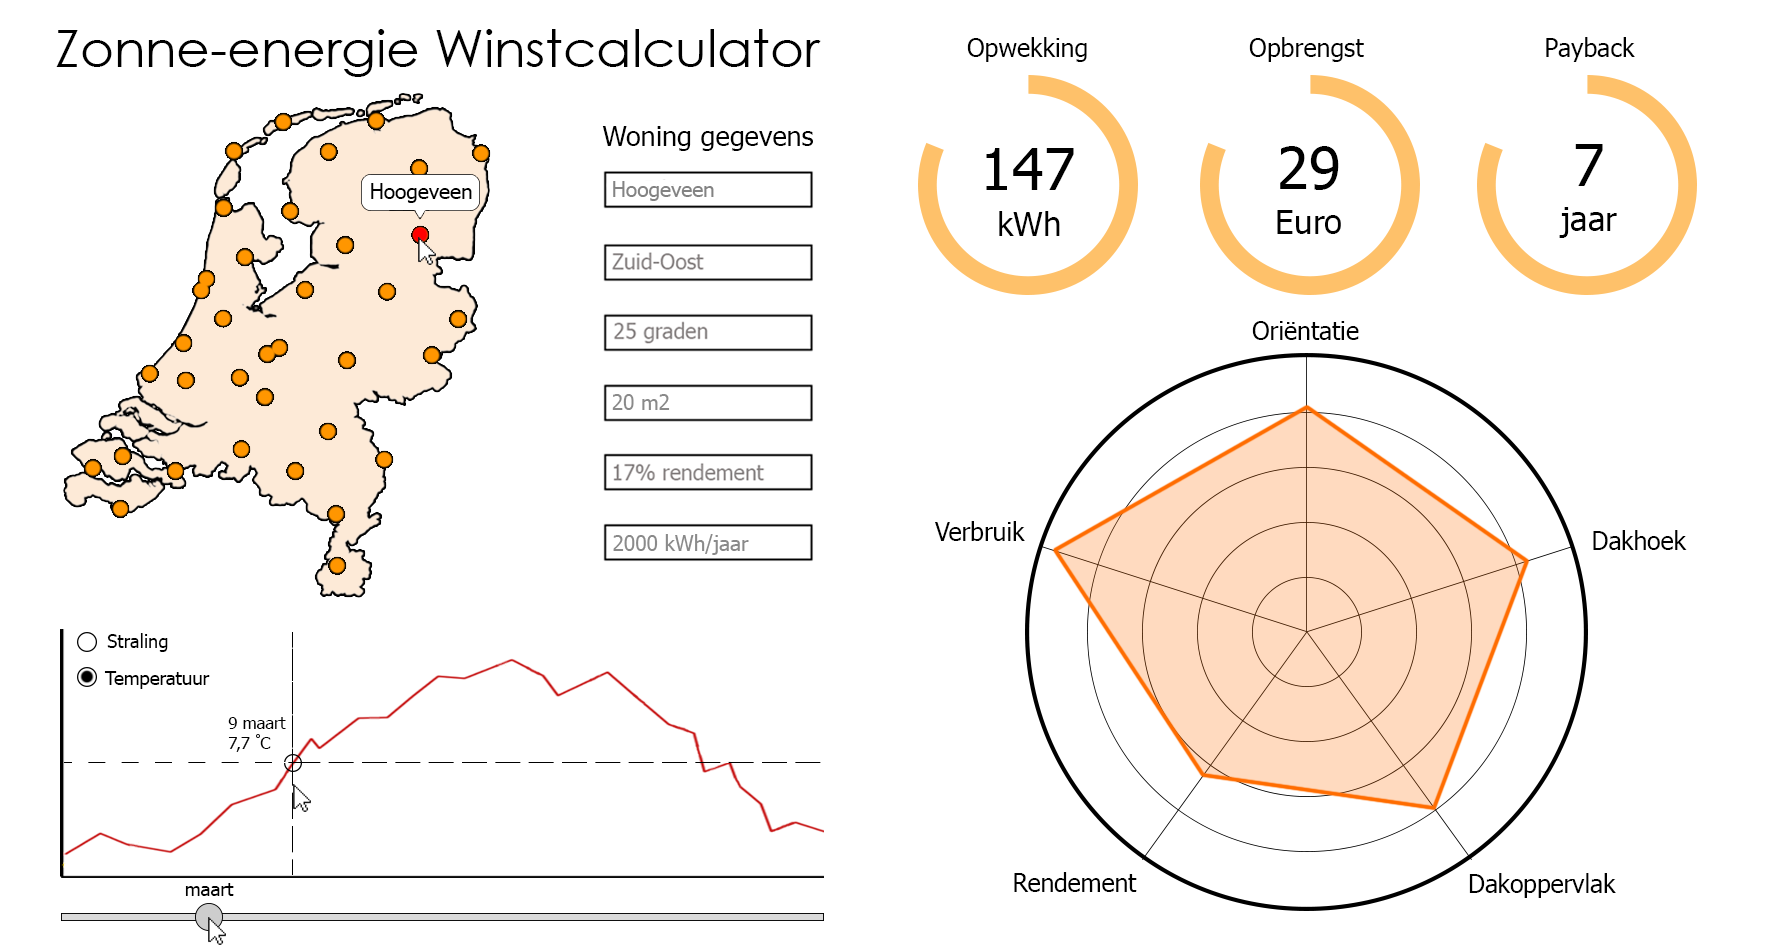 Zonne-energie Winstcalculator
Hoogeveen
Woning gegevens
Hoogeveen
Zuid-Oost
25 graden
20 m2
17% rendement
2000 kWh/jaar
Straling
Temperatuur
9 maart
7,7 °C
maart
Opwekking
147
kWh
Opbrengst
29
Euro
Payback
7
jaar
Oriëntatie
Dakhoek
Dakoppervlak
Rendement
Verbruik